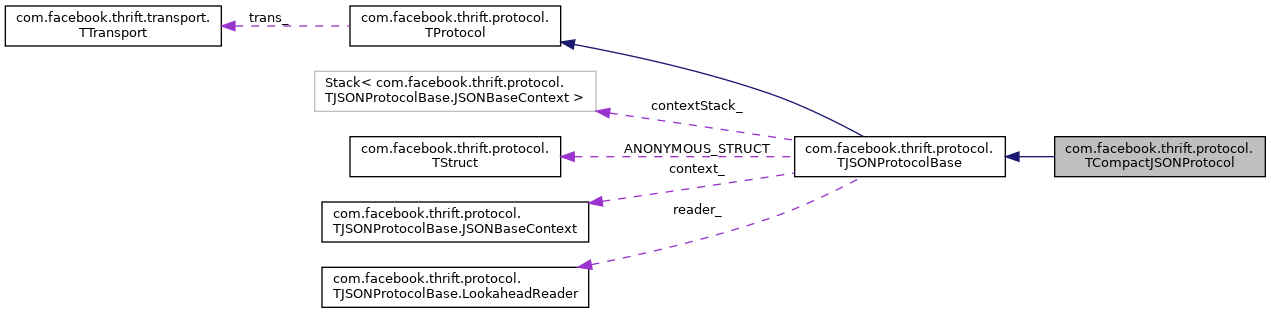 com.facebook.thrift.transport.
TTransport
trans_
com.facebook.thrift.protocol.
TProtocol
Stack< com.facebook.thrift.protocol.
TJSONProtocolBase.JSONBaseContext >
contextStack_
com.facebook.thrift.protocol.
TStruct
ANONYMOUS_STRUCT
context_
com.facebook.thrift.protocol.
TJSONProtocolBase
com.facebook.thrift.protocol.
TCompactJSONProtocol
com.facebook.thrift.protocol.
TJSONProtocolBase.JSONBaseContext
reader_
com.facebook.thrift.protocol.
TJSONProtocolBase.LookaheadReader